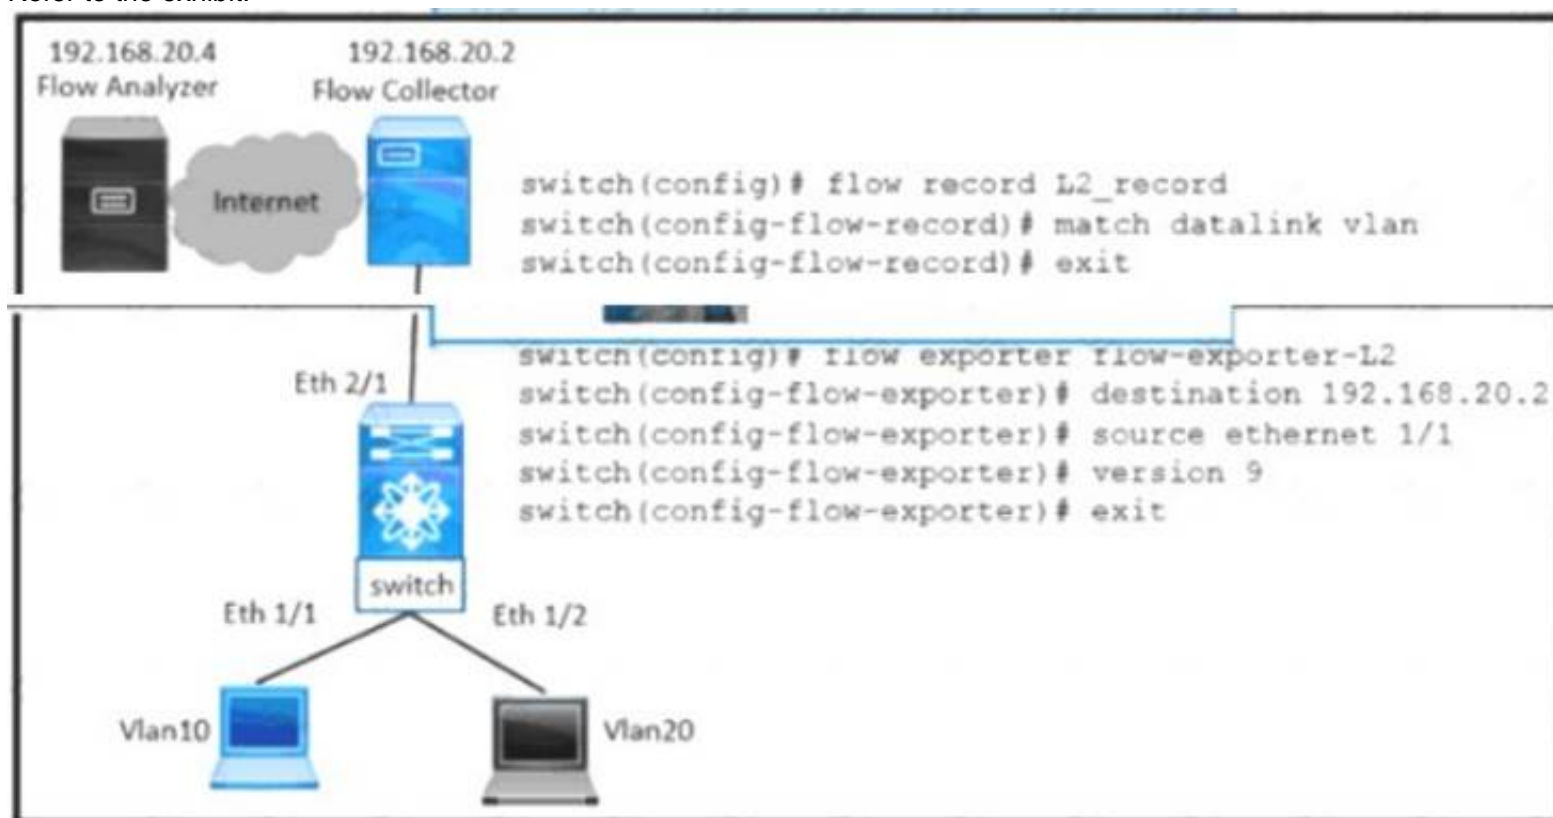 Refer to the exhibit.
192.168.20.4
Flow Analyzer
192.168.20.2
Flow Collector
Internet
switch(config)# flow record L2_record
switch(config-flow-record)# match datalink vlan
switch(config-flow-record)# exit
switch(config)# flow exporter flow-exporter-L2
switch(config-flow-exporter)# destination 192.168.20.2
switch(config-flow-exporter)# source ethernet 1/1
switch(config-flow-exporter)# version 9
switch(config-flow-exporter)# exit
Eth 2/1
switch
Eth 1/1
Eth 1/2
Vlan10
Vlan20